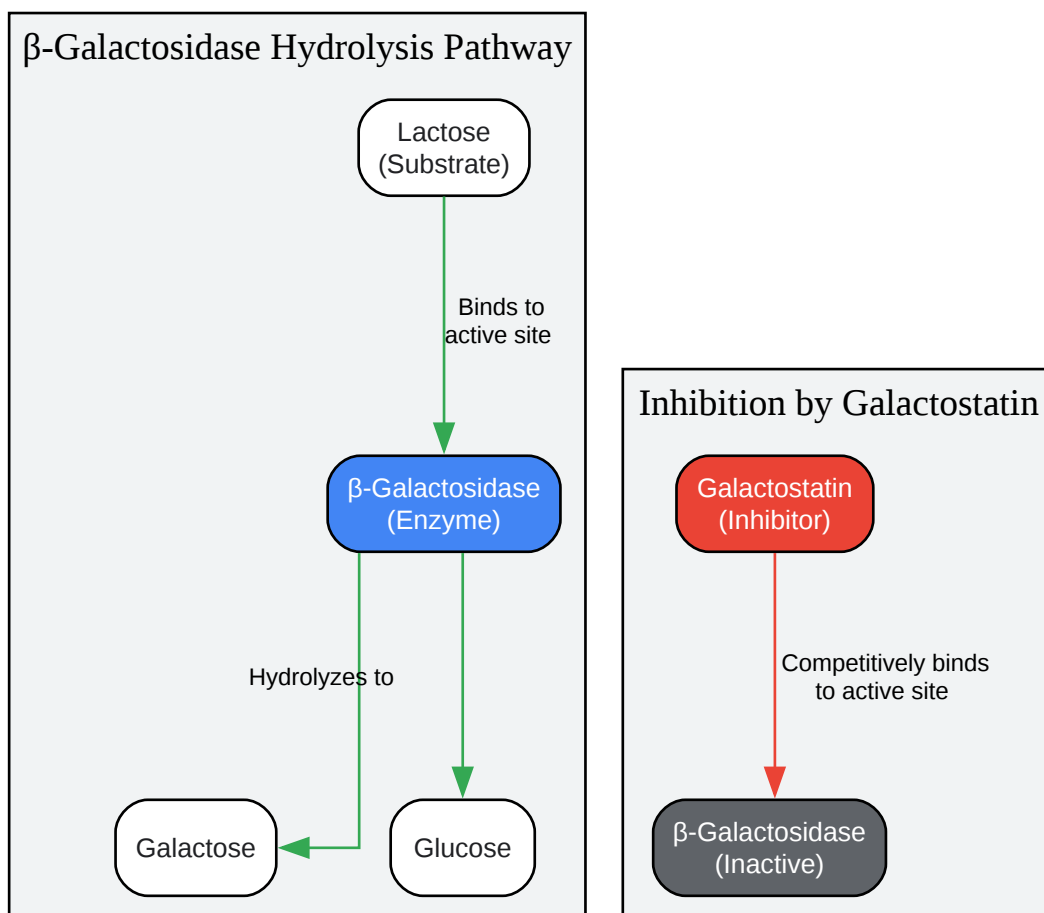 β-Galactosidase Hydrolysis Pathway
Lactose
(Substrate)
Binds to
active site
β-Galactosidase
(Enzyme)
Hydrolyzes to
Galactose
Glucose
Inhibition by Galactostatin
Galactostatin
(Inhibitor)
Competitively binds
to active site
β-Galactosidase
(Inactive)